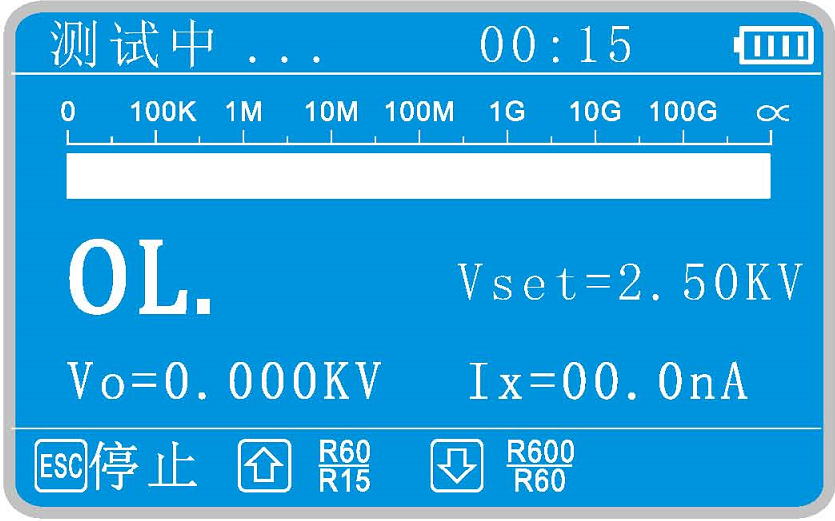 测试中 ... 00:15
0 100K 1M 10M 100M 1G 10G 100G ∝
OL. Vset=2.50KV
Vo=0.000KV Ix=00.0nA
ESC 停止 R60/R15 R600/R60